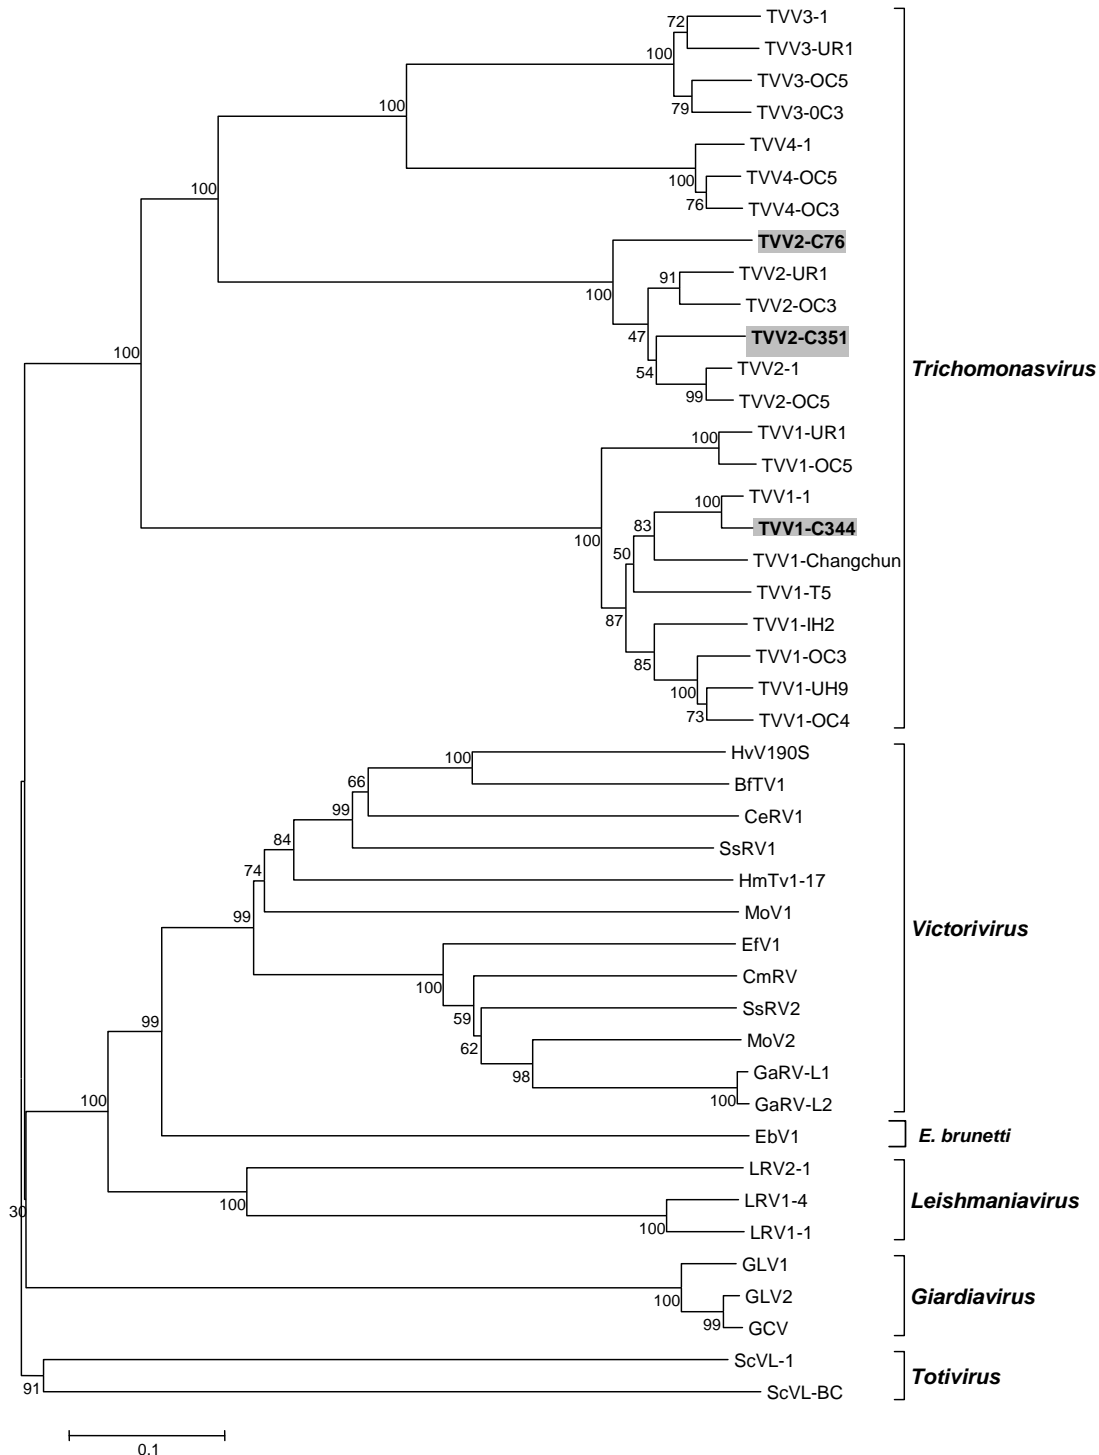 72
TVV3-1
TVV3-UR1
100
TVV3-OC5
79
TVV3-0C3
100
TVV4-1
100
TVV4-OC5
76
TVV4-OC3
100
TVV2-C76
91
TVV2-UR1
100
TVV2-OC3
47
TVV2-C351
100
54
TVV2-1
99
TVV2-OC5
Trichomonasvirus
100
TVV1-UR1
TVV1-OC5
100
TVV1-1
83
TVV1-C344
100
50
TVV1-Changchun
TVV1-T5
87
TVV1-IH2
85
TVV1-OC3
100
TVV1-UH9
73
TVV1-OC4
100
HvV190S
66
BfTV1
99
CeRV1
84
SsRV1
74
HmTv1-17
99
MoV1
Victorivirus
EfV1
100
CmRV
59
SsRV2
99
62
MoV2
98
GaRV-L1
100
GaRV-L2
100
EbV1
E. brunetti
LRV2-1
100
LRV1-4
Leishmaniavirus
30
100
LRV1-1
GLV1
100
GLV2
Giardiavirus
99
GCV
ScVL-1
91
Totivirus
ScVL-BC
0.1